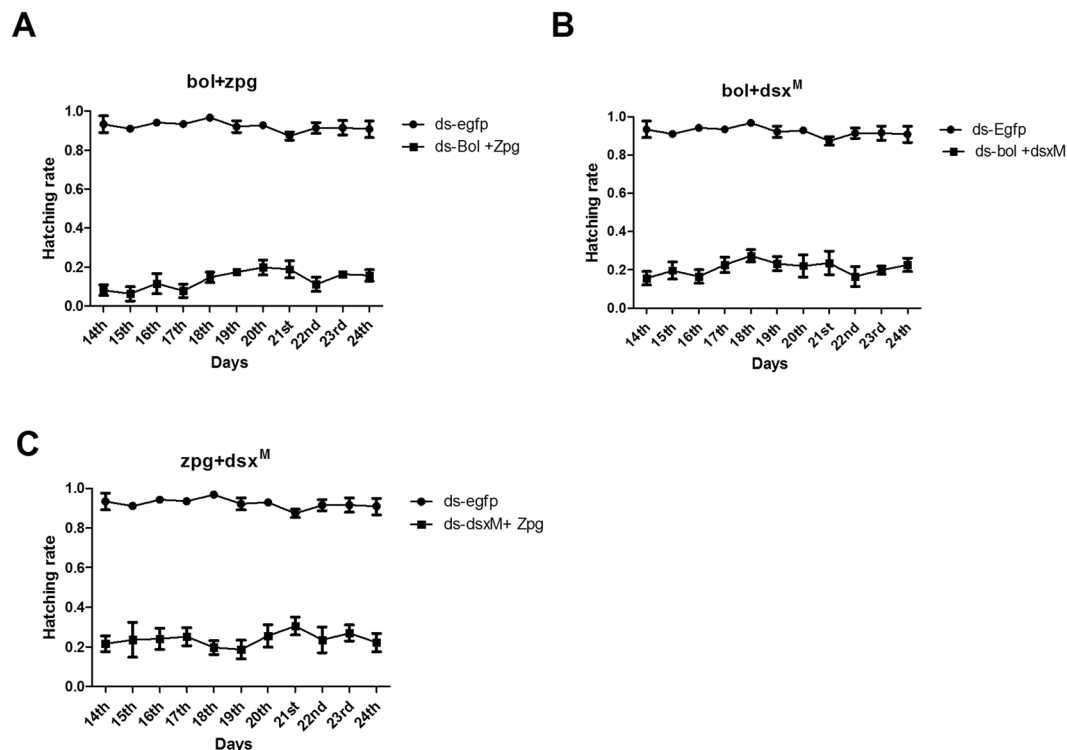 A
bol+zpg
Hatching rate
1.0
0.8
0.6
0.4
0.2
0.0
14th 15th 16th 17th 18th 19th 20th 21st 22nd 23rd 24th
Days
ds-egfp
ds-Bol +Zpg
B
bol+dsxM
Hatching rate
1.0
0.8
0.6
0.4
0.2
0.0
14th 15th 16th 17th 18th 19th 20th 21st 22nd 23rd 24th
Days
ds-Egfp
ds-bol +dsxM
C
zpg+dsxM
Hatching rate
1.0
0.8
0.6
0.4
0.2
0.0
14th 15th 16th 17th 18th 19th 20th 21st 22nd 23rd 24th
Days
ds-egfp
ds-dsxM+ Zpg